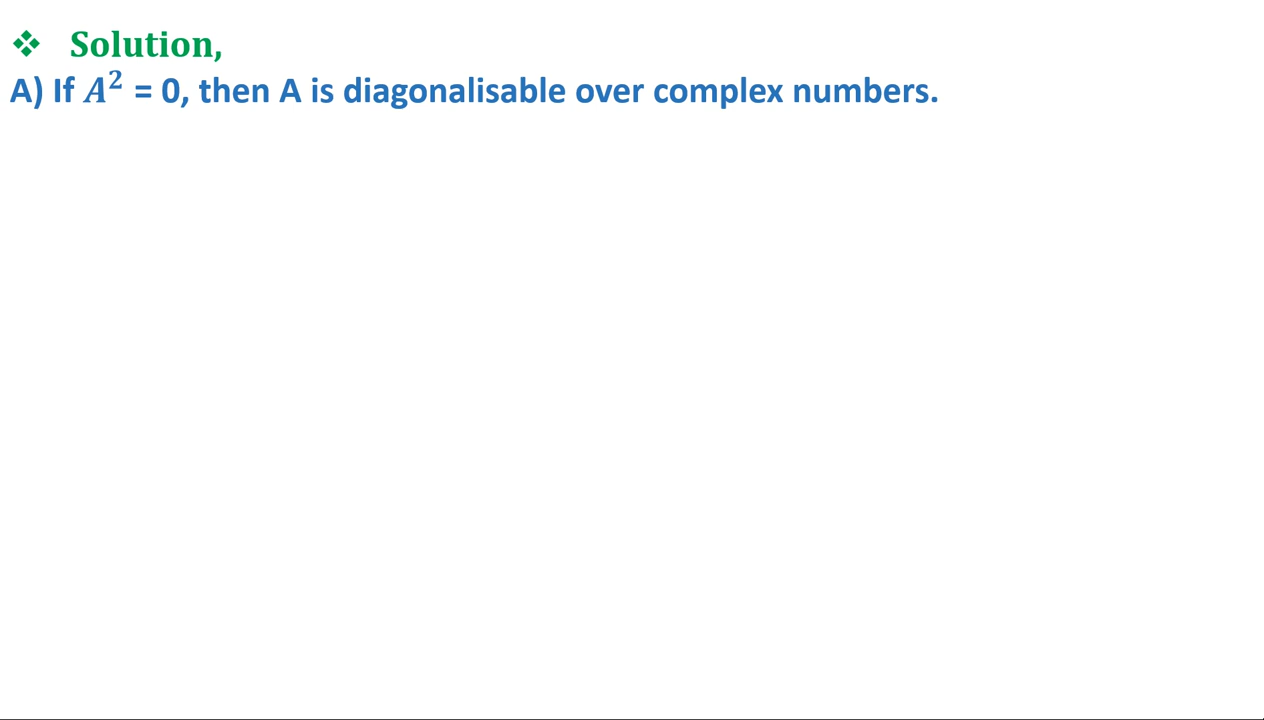 ❖ Solution,
A) If 𝑨² = 0, then A is diagonalisable over complex numbers.